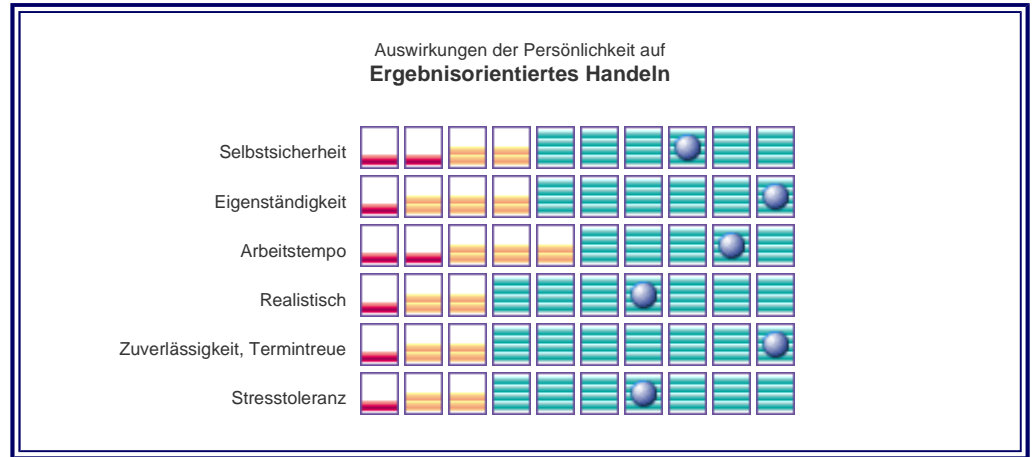 Auswirkungen der Persönlichkeit auf
Ergebnisorientiertes Handeln
Selbstsicherheit
Eigenständigkeit
Arbeitstempo
Realistisch
Zuverlässigkeit, Termintreue
Stresstoleranz